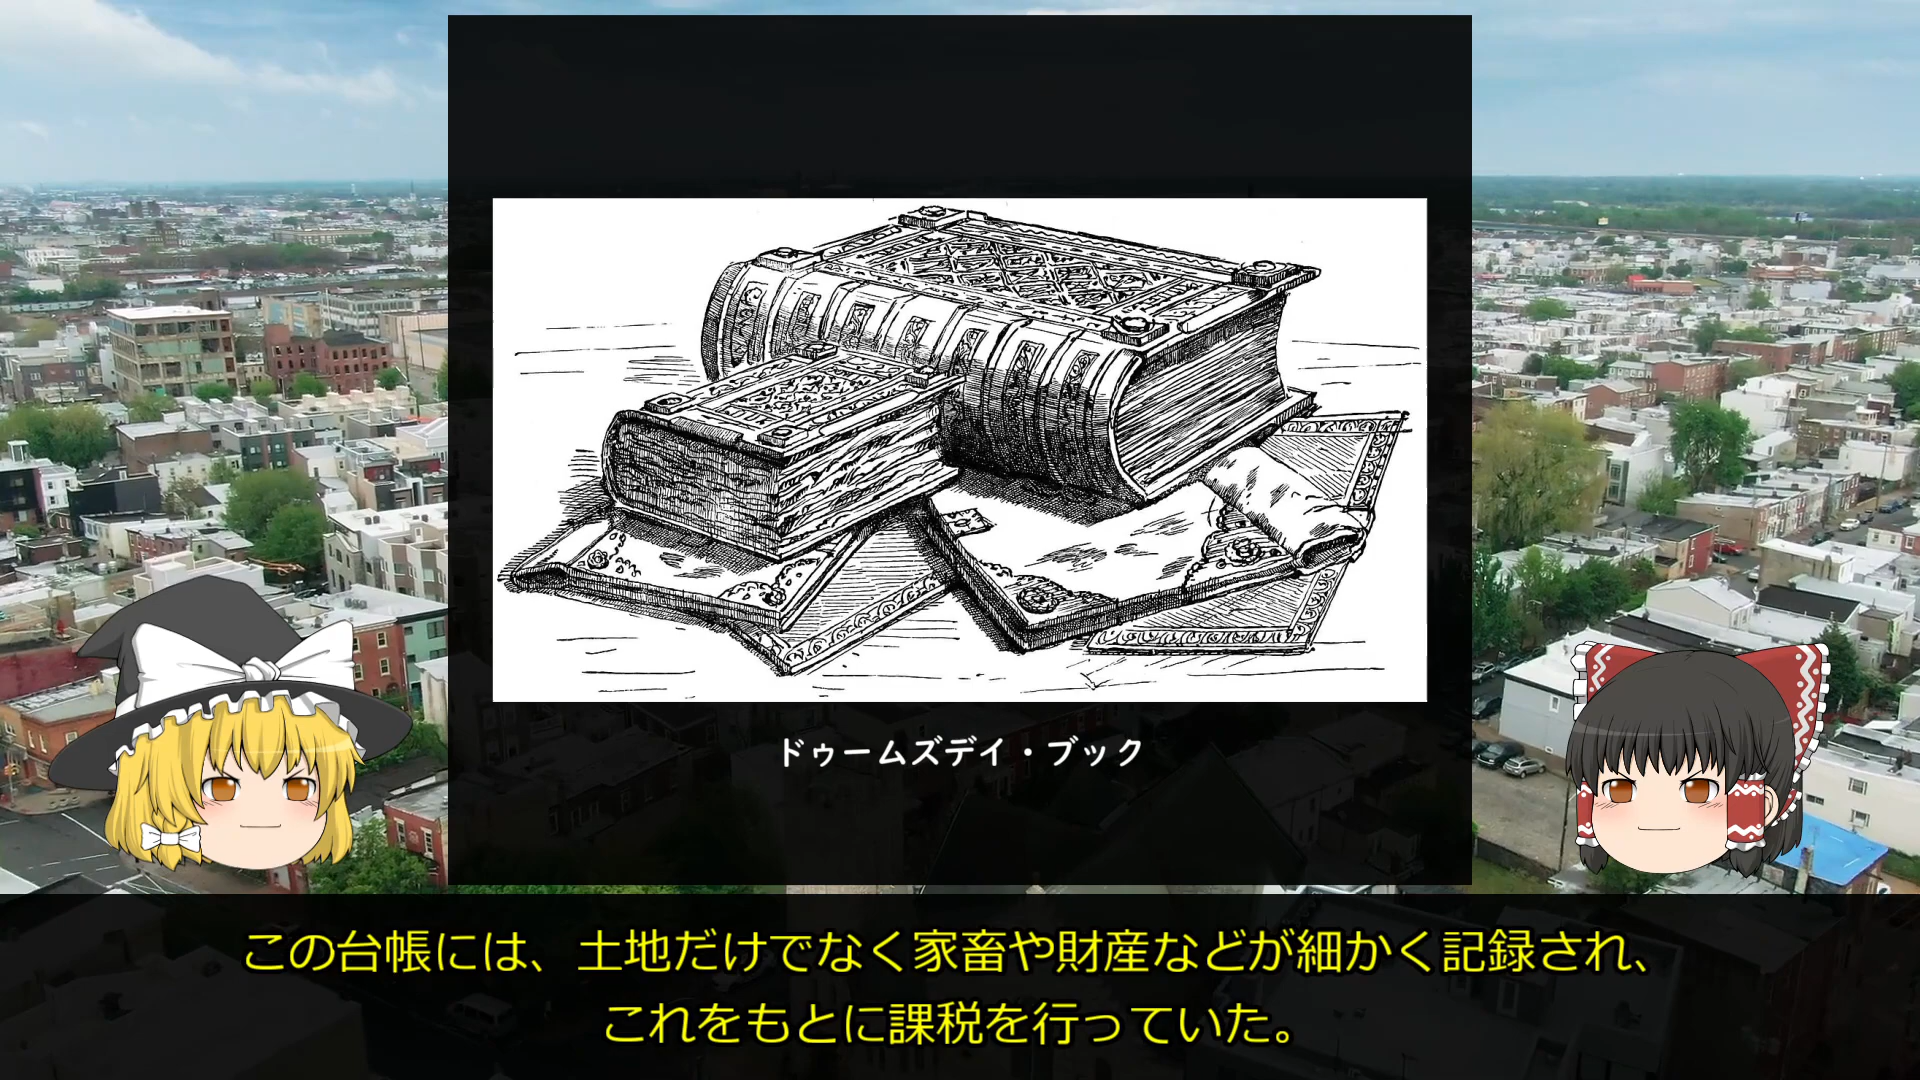 ドゥームズデイ・ブック
この台帳には、土地だけでなく家畜や財産などが細かく記録され、
これをもとに課税を行っていた。